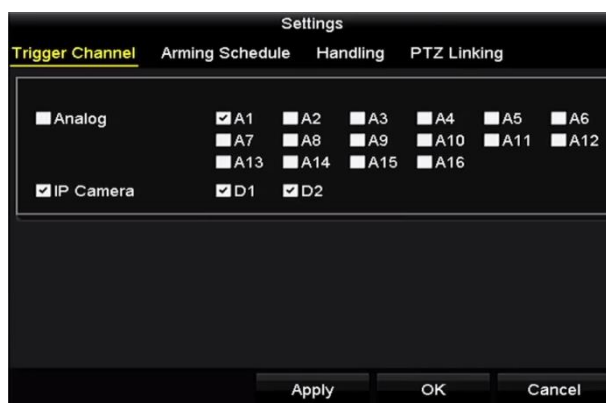 Settings
Trigger Channel Arming Schedule Handling PTZ Linking
Analog A1 A2 A3 A4 A5 A6
A7 A8 A9 A10 A11 A12
A13 A14 A15 A16
IP Camera D1 D2
Apply OK Cancel